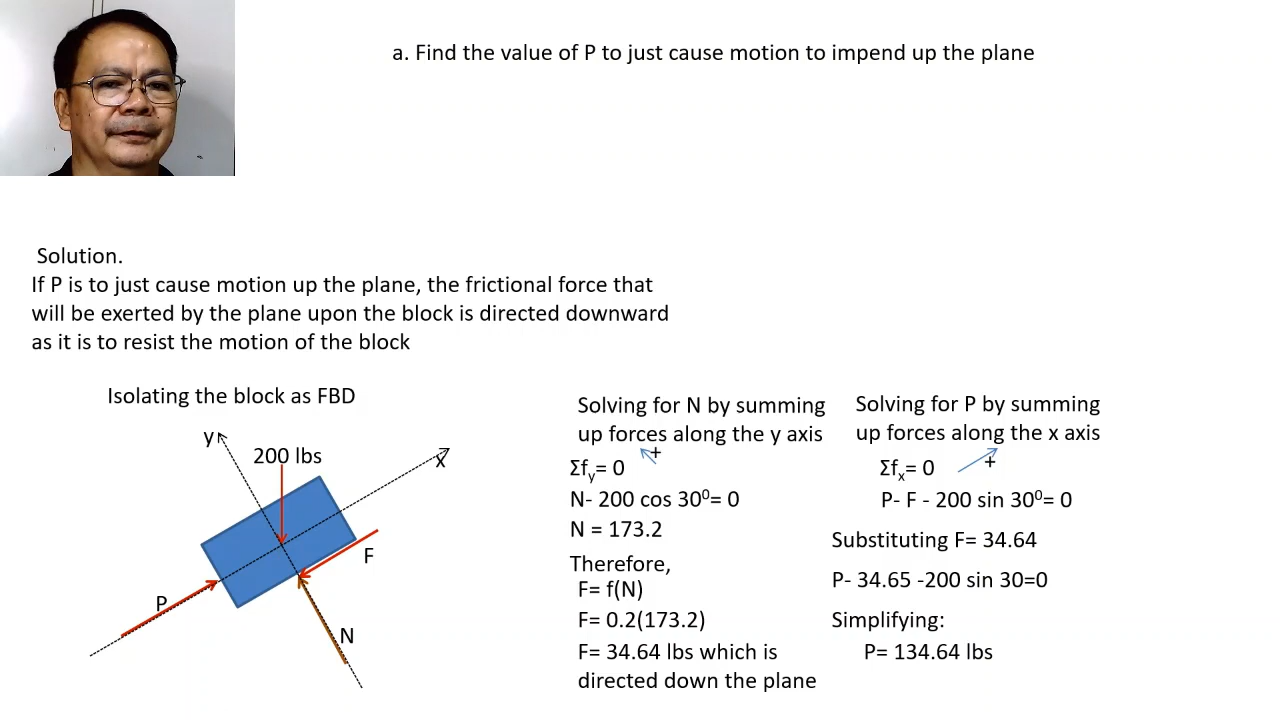 a. Find the value of P to just cause motion to impend up the plane
Solution.
If P is to just cause motion up the plane, the frictional force that
will be exerted by the plane upon the block is directed downward
as it is to resist the motion of the block
Isolating the block as FBD
y
200 lbs
x
F
P
N
Solving for N by summing
up forces along the y axis
+
Σfy= 0
N- 200 cos 30⁰= 0
N = 173.2
Therefore,
F= f(N)
F= 0.2(173.2)
F= 34.64 lbs which is
directed down the plane
Solving for P by summing
up forces along the x axis
Σfx= 0 +
P- F - 200 sin 30⁰= 0
Substituting F= 34.64
P- 34.65 -200 sin 30=0
Simplifying:
P= 134.64 lbs